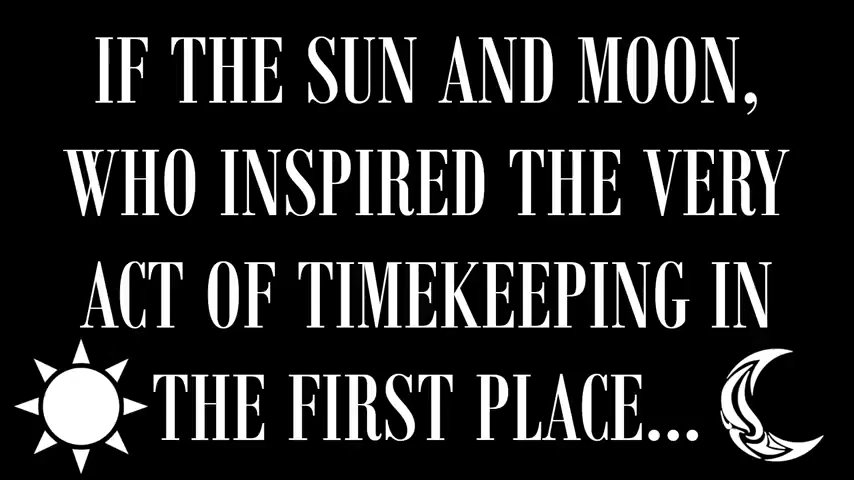 IF THE SUN AND MOON,
WHO INSPIRED THE VERY
ACT OF TIMEKEEPING IN
THE FIRST PLACE...